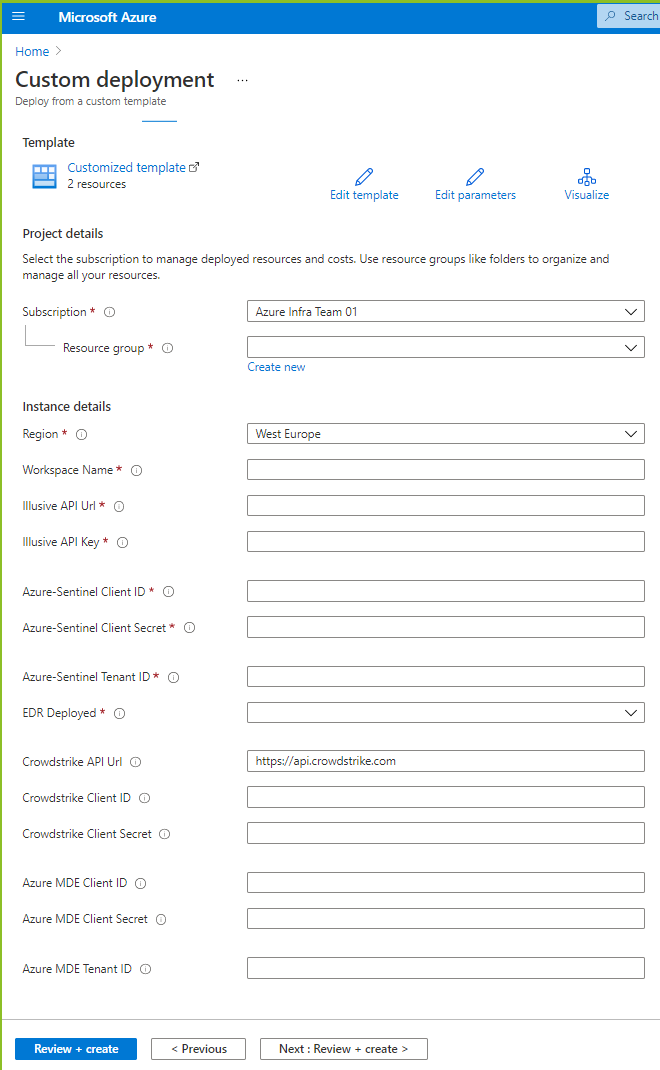 Microsoft Azure
Search
Home >
Custom deployment ...
Deploy from a custom template
Template
Customized template
2 resources
Edit template
Edit parameters
Visualize
Project details
Select the subscription to manage deployed resources and costs. Use resource groups like folders to organize and
manage all your resources.
Subscription *
Azure Infra Team 01
Resource group *
Create new
Instance details
Region *
West Europe
Workspace Name *
Illusive API Url *
Illusive API Key *
Azure-Sentinel Client ID *
Azure-Sentinel Client Secret *
Azure-Sentinel Tenant ID *
EDR Deployed *
Crowdstrike API Url
https://api.crowdstrike.com
Crowdstrike Client ID
Crowdstrike Client Secret
Azure MDE Client ID
Azure MDE Client Secret
Azure MDE Tenant ID
Review + create
< Previous
Next : Review + create >